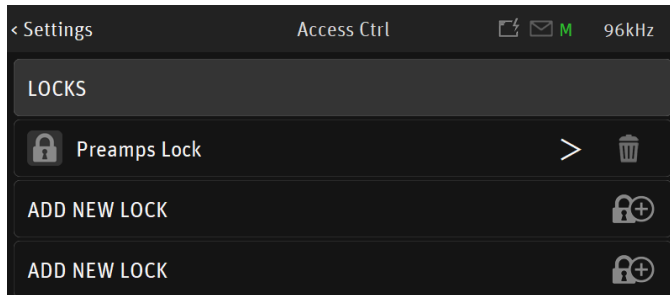 < Settings Access Ctrl M 96kHz
LOCKS
Preamps Lock >
ADD NEW LOCK
ADD NEW LOCK